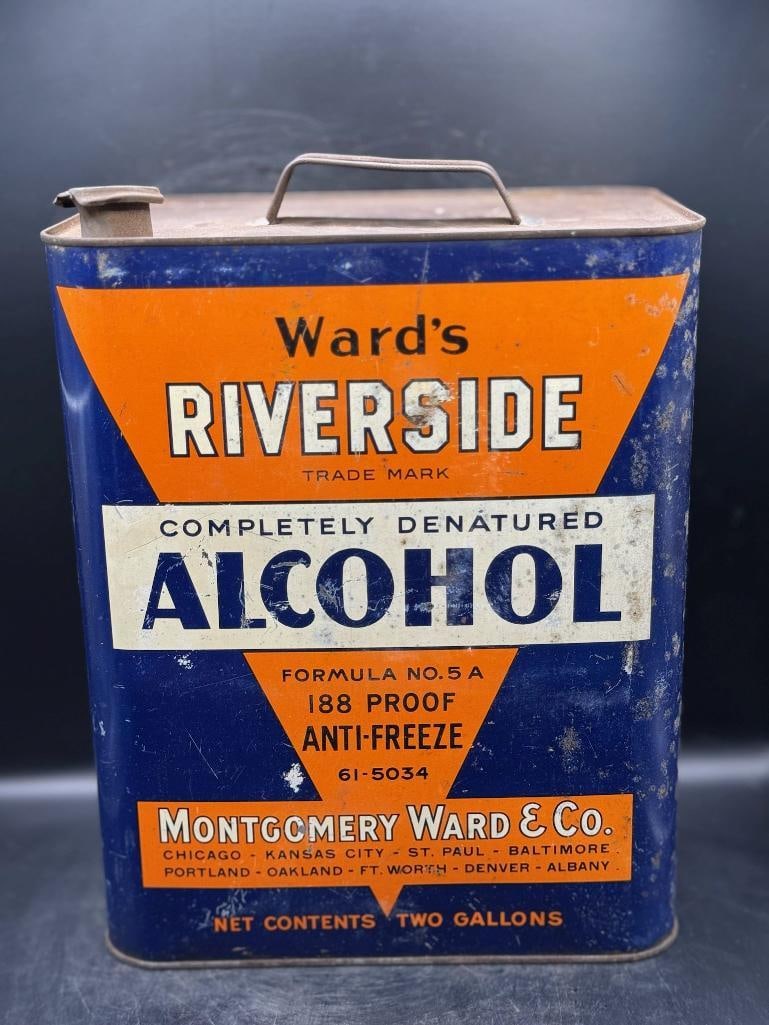 Ward's
RIVERSIDE
TRADE MARK
COMPLETELY DENATURED
ALCOHOL
FORMULA NO. 5 A
188 PROOF
ANTI-FREEZE
61-5034
MONTGOMERY WARD & CO.
CHICAGO - KANSAS CITY - ST. PAUL - BALTIMORE
PORTLAND - OAKLAND - FT. WORTH - DENVER - ALBANY
NET CONTENTS TWO GALLONS